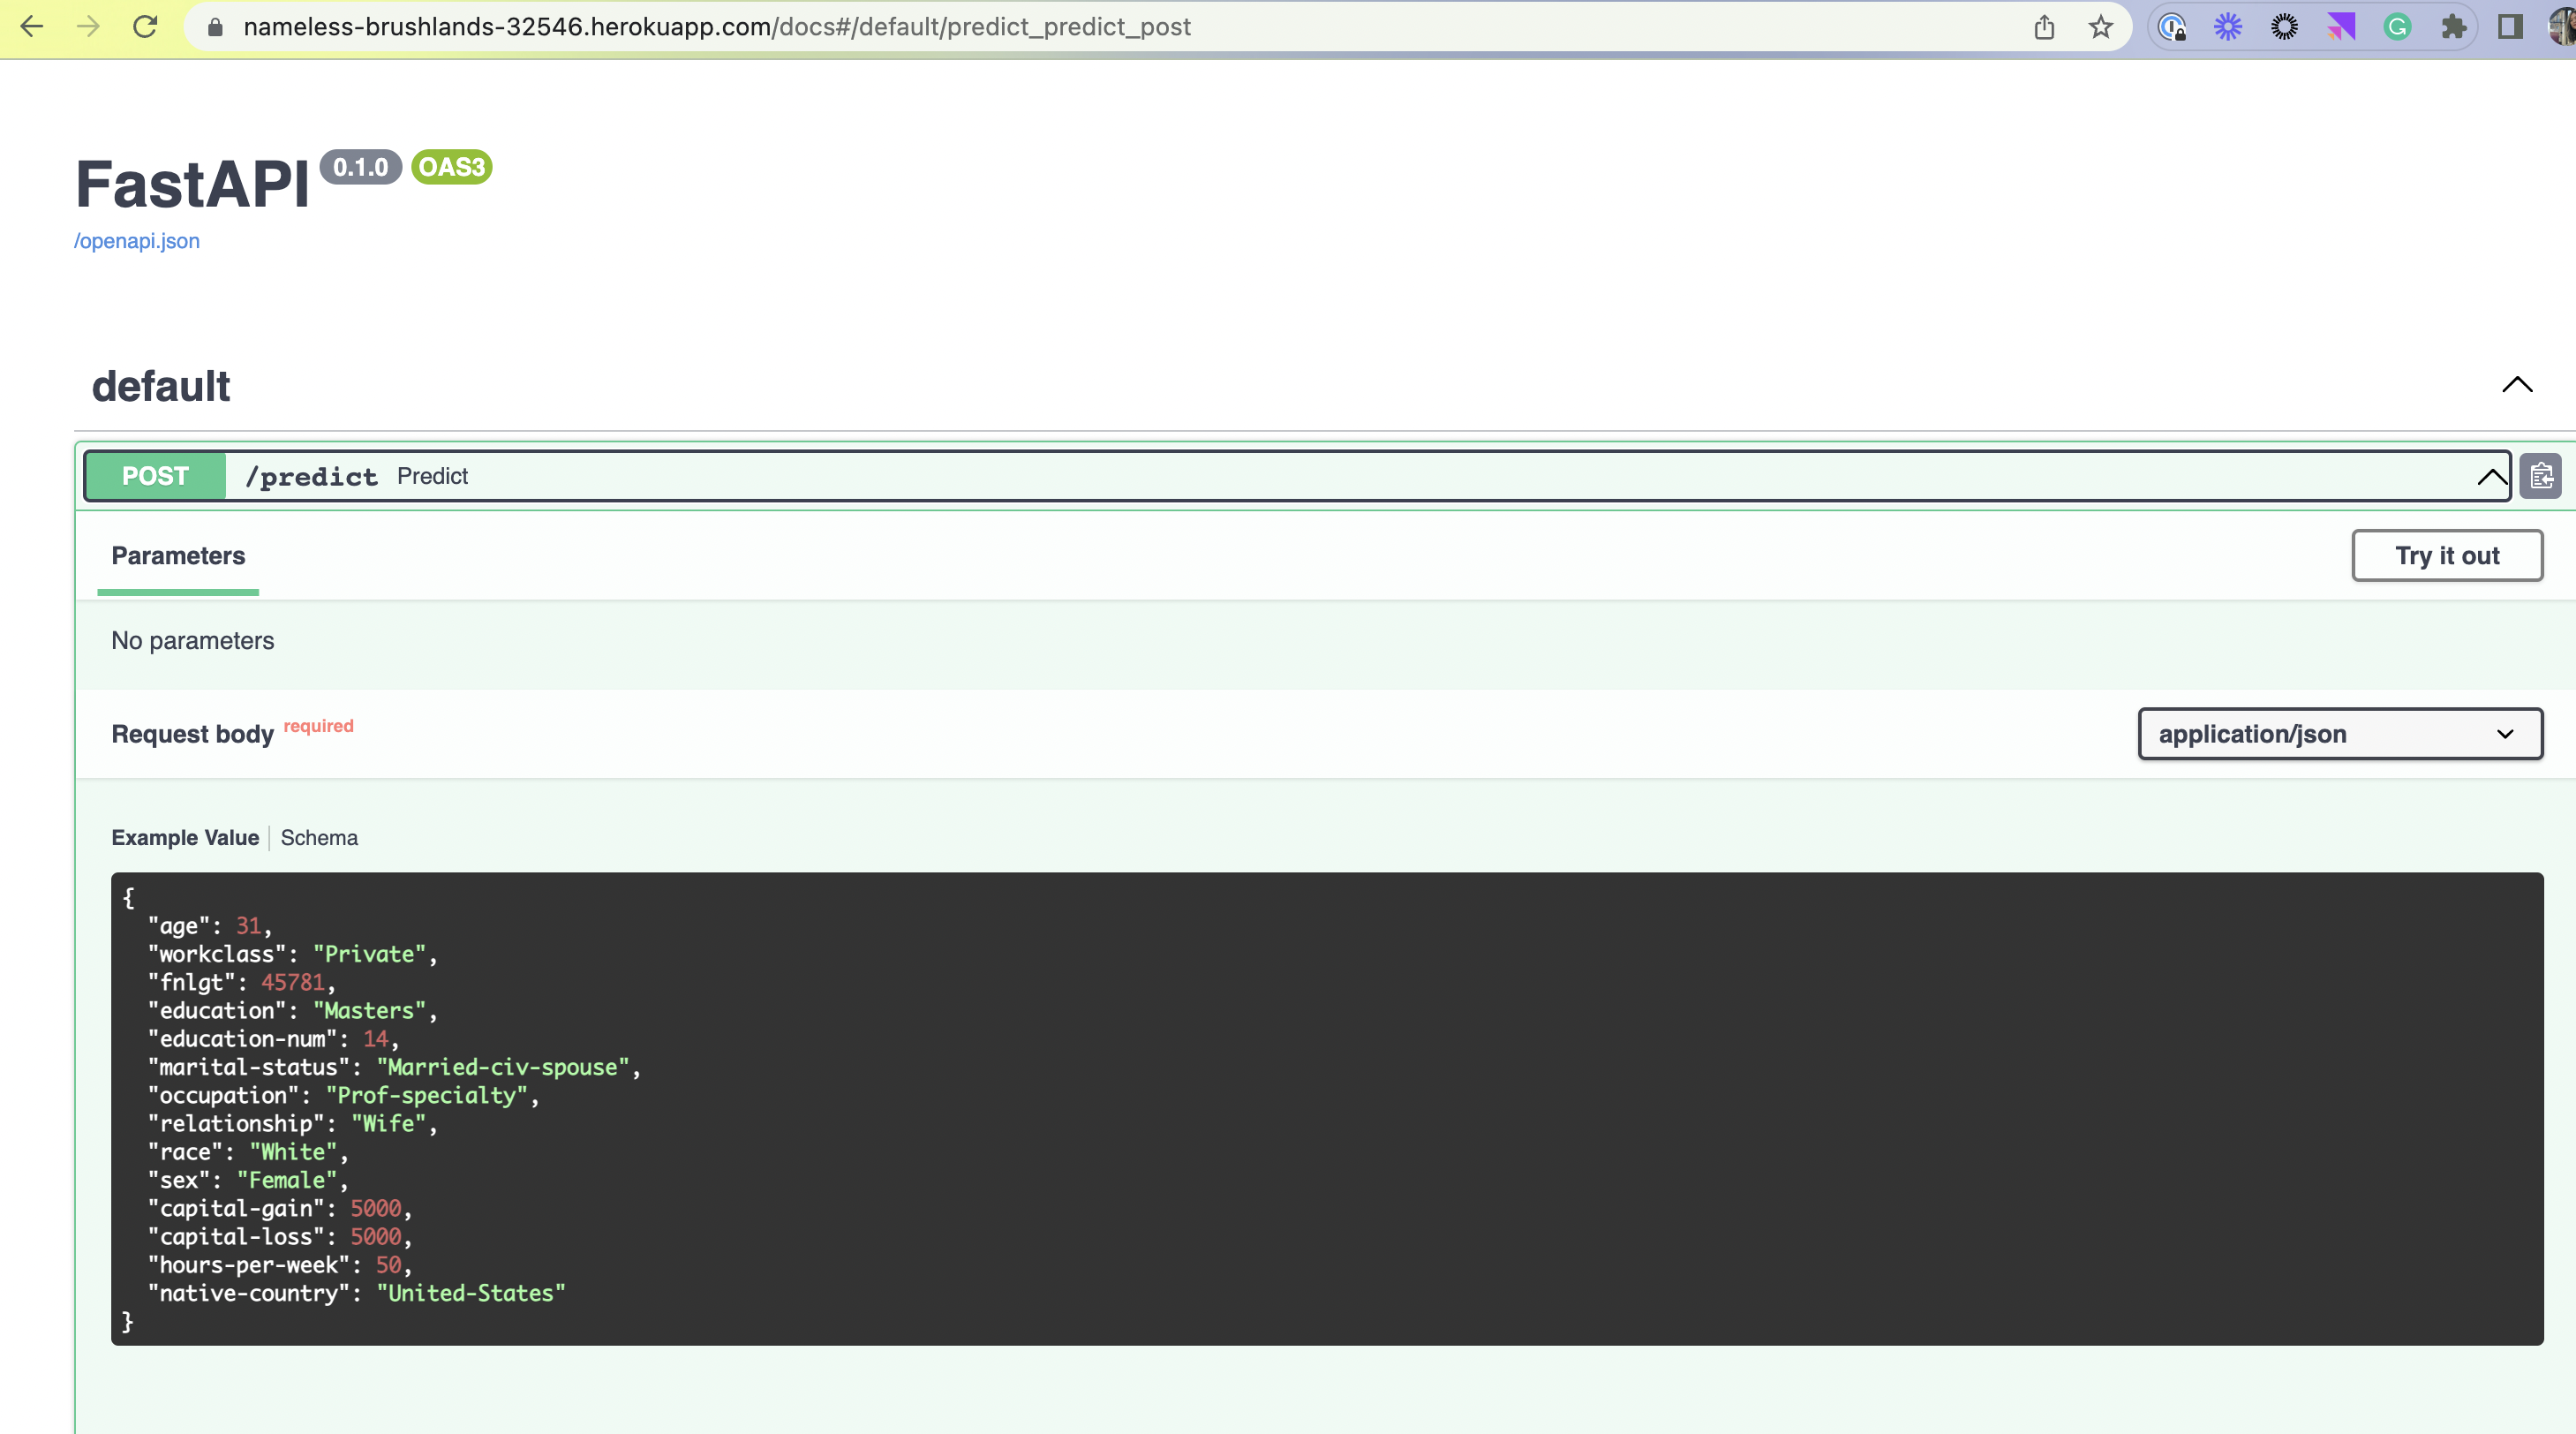 nameless-brushlands-32546.herokuapp.com/docs#/default/predict_predict_post
FastAPI 0.1.0 OAS3
/openapi.json
default
POST /predict Predict
Parameters
Try it out
No parameters
Request body required
application/json
Example Value Schema
{
"age": 31,
"workclass": "Private",
"fnlgt": 45781,
"education": "Masters",
"education-num": 14,
"marital-status": "Married-civ-spouse",
"occupation": "Prof-specialty",
"relationship": "Wife",
"race": "White",
"sex": "Female",
"capital-gain": 5000,
"capital-loss": 5000,
"hours-per-week": 50,
"native-country": "United-States"
}